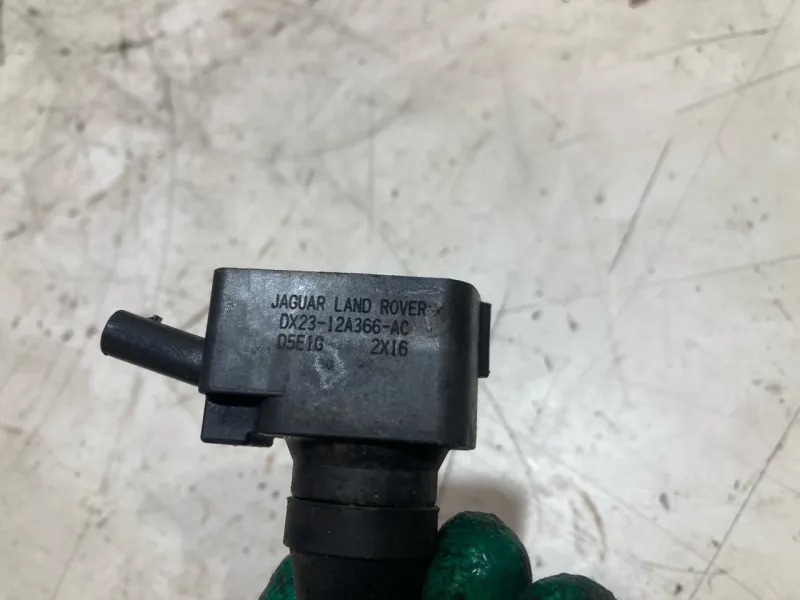 JAGUAR LAND ROVER
DX23-12A366-AC
D5E1G 2X16